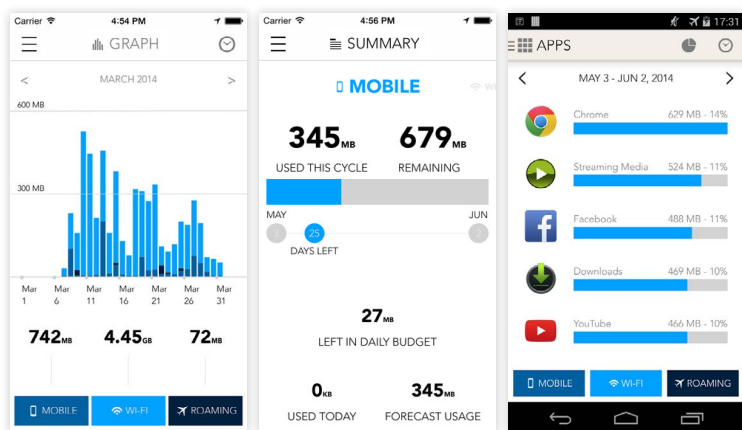 Carrier 4:54 PM
GRAPH
< MARCH 2014 >
600 MB
300 MB
Mar Mar Mar Mar Mar Mar Mar
1 6 11 16 21 26 31
742MB 4.45GB 72MB
MOBILE WI-FI ROAMING
Carrier 4:56 PM
SUMMARY
MOBILE WI
345MB 679MB
USED THIS CYCLE REMAINING
MAY JUN
3 25 2
DAYS LEFT
27MB
LEFT IN DAILY BUDGET
0KB 345MB
USED TODAY FORECAST USAGE
17:31
APPS
MAY 3 - JUN 2, 2014
Chrome 629 MB - 14%
Streaming Media 524 MB - 11%
Facebook 488 MB - 11%
Downloads 469 MB - 10%
YouTube 466 MB - 10%
MOBILE WI-FI ROAMING